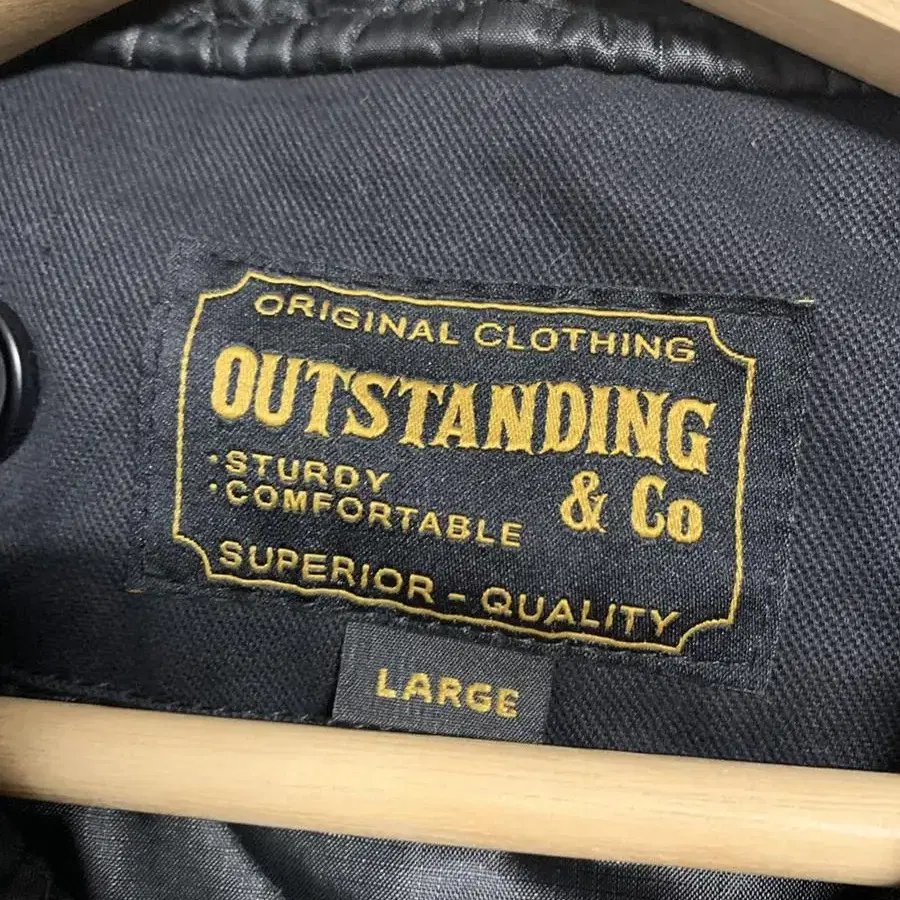 ORIGINAL CLOTHING
OUTSTANDING
& Co
·STURDY
·COMFORTABLE
SUPERIOR - QUALITY
LARGE